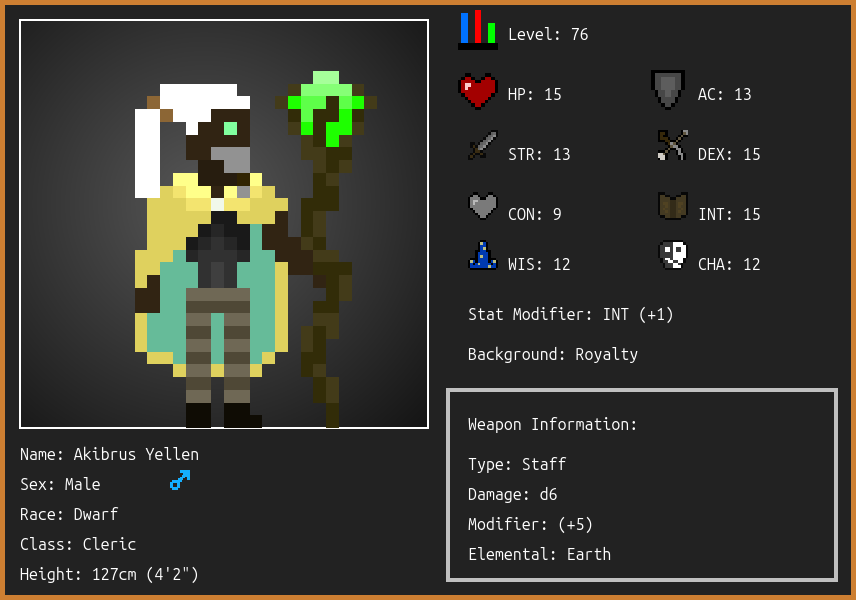 Level: 76
HP: 15
AC: 13
STR: 13
DEX: 15
CON: 9
INT: 15
WIS: 12
CHA: 12
Stat Modifier: INT (+1)
Background: Royalty
Weapon Information:
Type: Staff
Damage: d6
Modifier: (+5)
Elemental: Earth
Name: Akibrus Yellen
Sex: Male
Race: Dwarf
Class: Cleric
Height: 127cm (4'2")